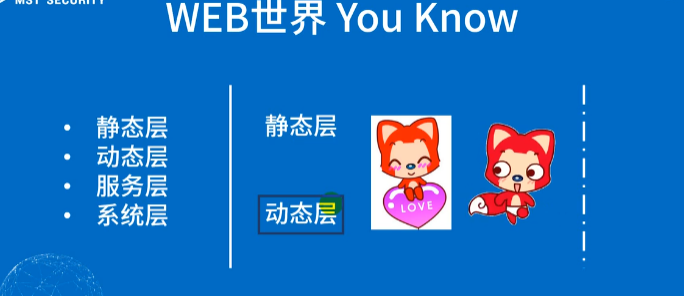 MST SECURITY
WEB世界 You Know
• 静态层
• 动态层
• 服务层
• 系统层
静态层
动态层
LOVE